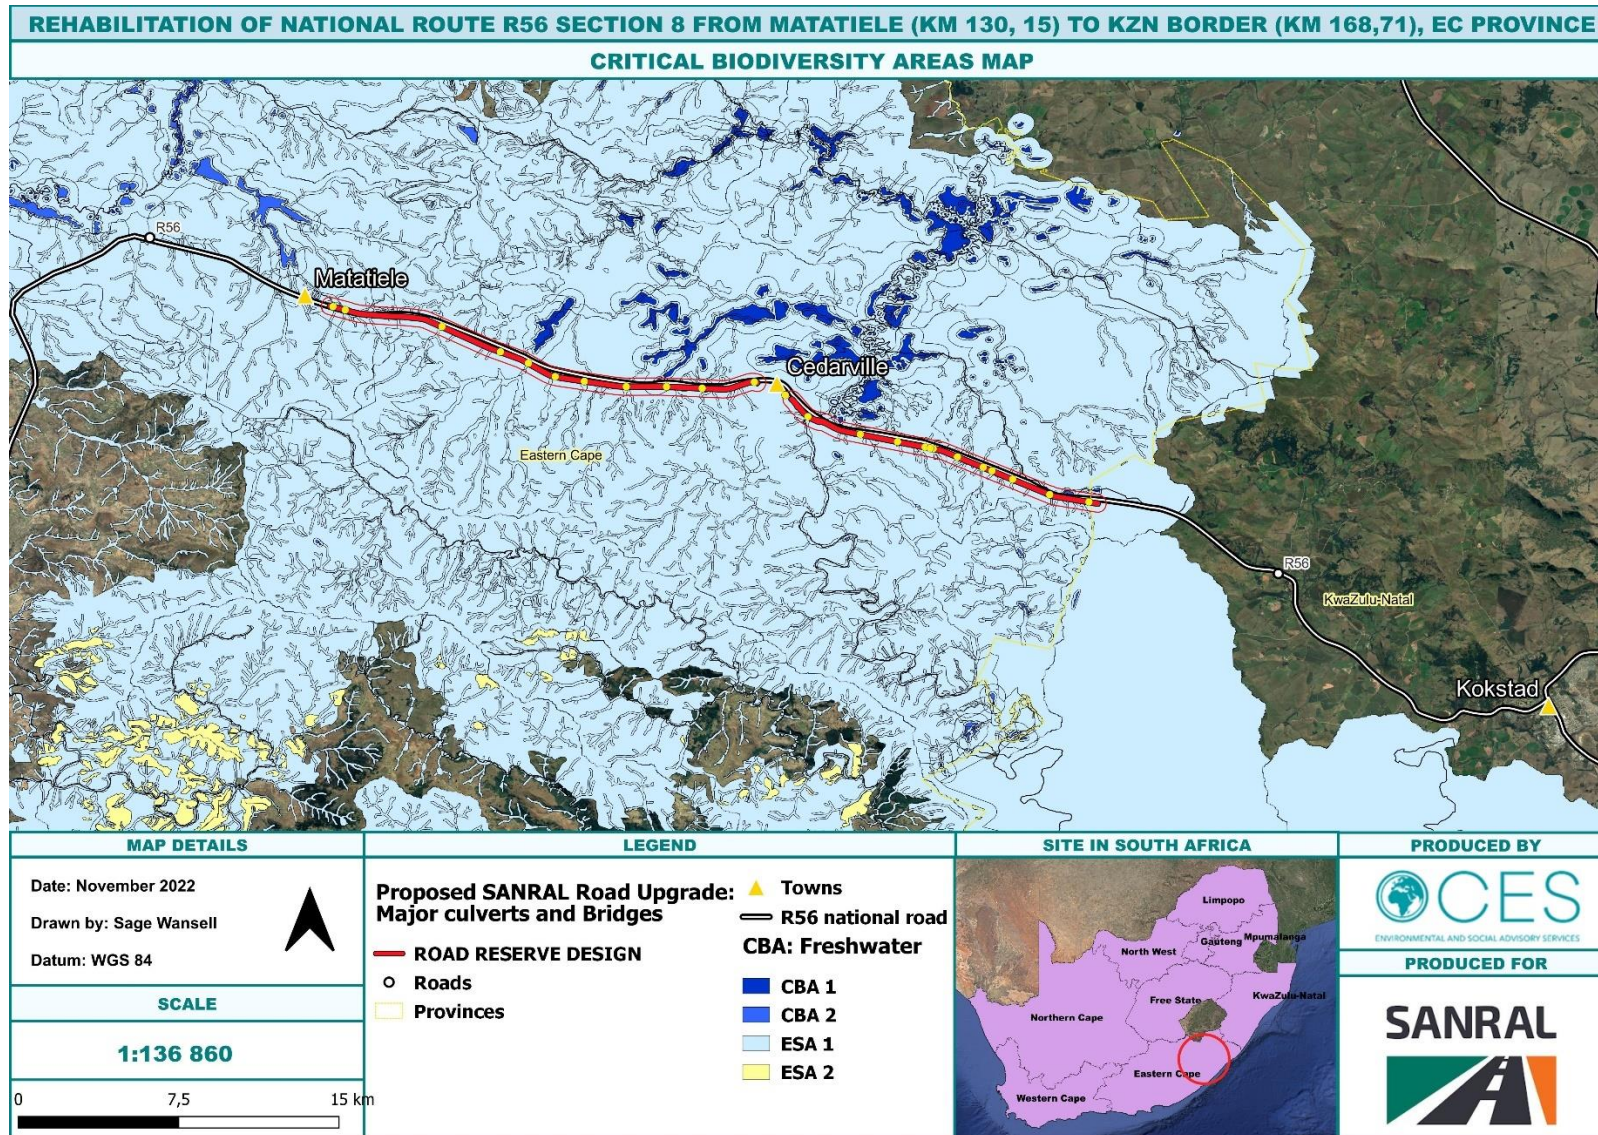 REHABILITATION OF NATIONAL ROUTE R56 SECTION 8 FROM MATATIELE (KM 130, 15) TO KZN BORDER (KM 168,71), EC PROVINCE
CRITICAL BIODIVERSITY AREAS MAP
R56
Matatiele
Cedarville
Eastern Cape
R56
KwaZulu-Natal
Kokstad
MAP DETAILS
Date: November 2022
Drawn by: Sage Wansell
Datum: WGS 84
SCALE
1:136 860
0
7,5
15 km
LEGEND
Proposed SANRAL Road Upgrade:
Major culverts and Bridges
ROAD RESERVE DESIGN
Roads
Provinces
Towns
R56 national road
CBA: Freshwater
CBA 1
CBA 2
ESA 1
ESA 2
SITE IN SOUTH AFRICA
Limpopo
North West
Gauteng
Mpumalanga
Free State
KwaZulu-Natal
Northern Cape
Eastern Cape
Western Cape
PRODUCED BY
CES
ENVIRONMENTAL AND SOCIAL ADVISORY SERVICES
PRODUCED FOR
SANRAL